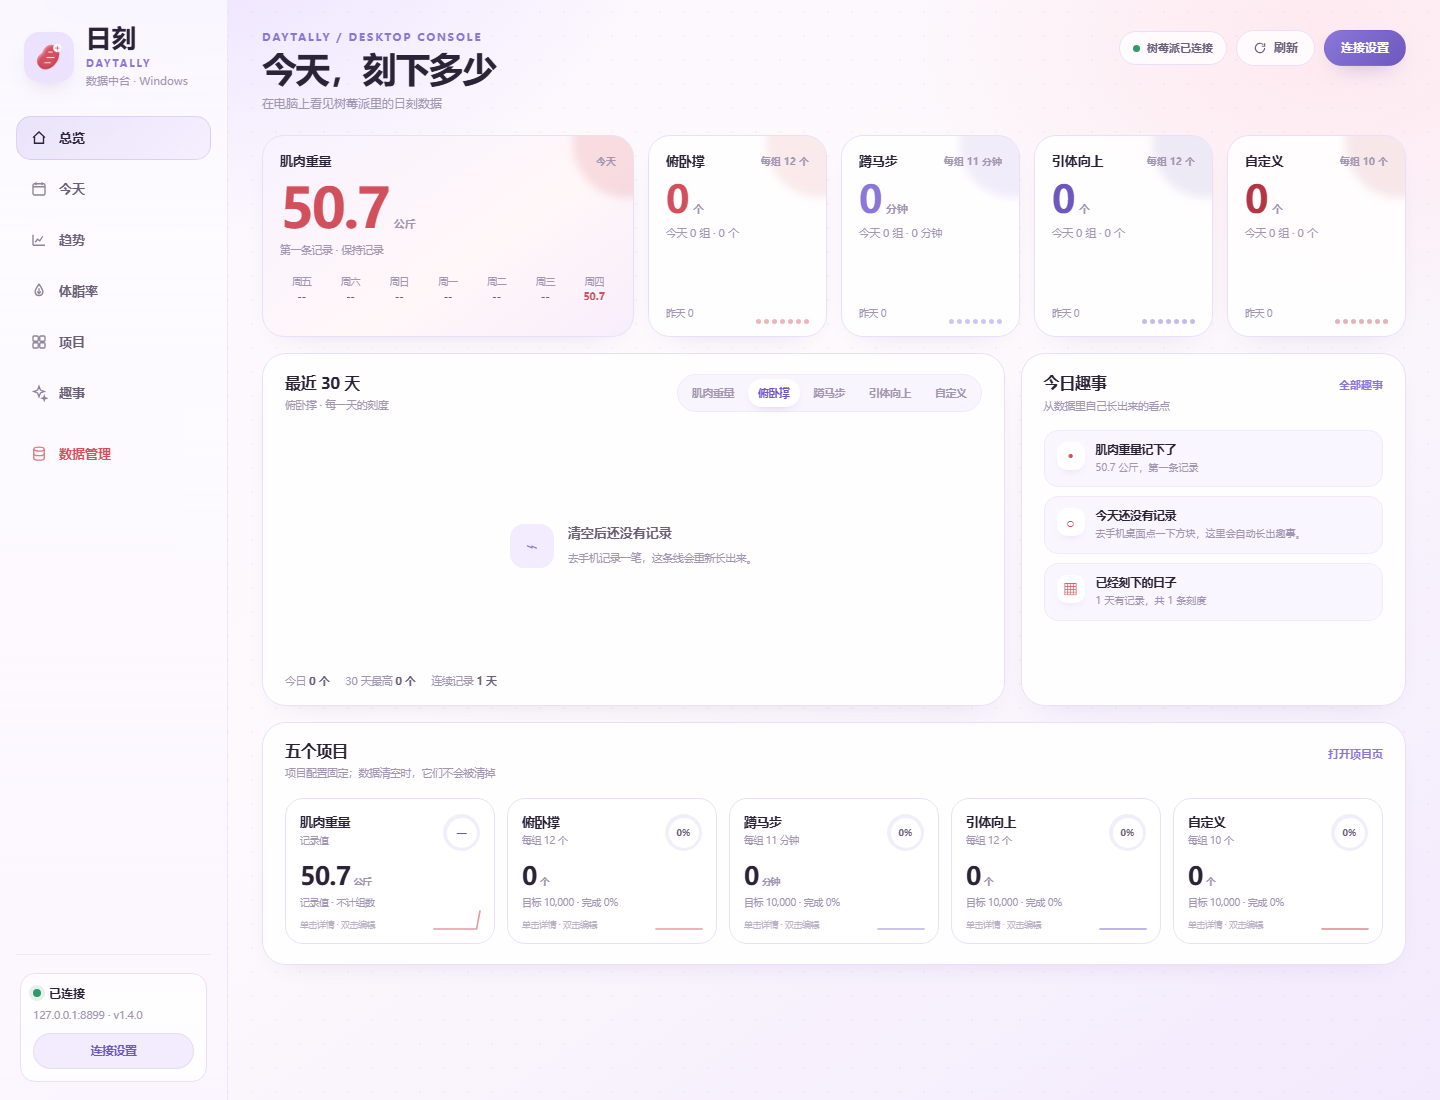 日刻
DAYTALLY
数据中台 · Windows
总览
今天
趋势
体脂率
项目
趣事
数据管理
已连接
127.0.0.1:8899 · v1.4.0
连接设置
DAYTALLY / DESKTOP CONSOLE
今天，刻下多少
在电脑上看见树莓派里的日刻数据
树莓派已连接
刷新
连接设置
肌肉重量 今天
50.7 公斤
第一条记录 · 保持记录
周五 周六 周日 周一 周二 周三 周四
-- -- -- -- -- -- 50.7
俯卧撑 每组 12 个
0 个
今天 0 组 · 0 个
昨天 0
蹲马步 每组 11 分钟
0 分钟
今天 0 组 · 0 分钟
昨天 0
引体向上 每组 12 个
0 个
今天 0 组 · 0 个
昨天 0
自定义 每组 10 个
0 个
今天 0 组 · 0 个
昨天 0
最近 30 天
俯卧撑 · 每一天的刻度
肌肉重量 俯卧撑 蹲马步 引体向上 自定义
清空后还没有记录
去手机记录一笔，这条线会重新长出来。
今日 0 个 30 天最高 0 个 连续记录 1 天
今日趣事 全部趣事
从数据里自己长出来的看点
肌肉重量记下了
50.7 公斤，第一条记录
今天还没有记录
去手机桌面点一下方块，这里会自动长出趣事。
已经刻下的日子
1 天有记录，共 1 条刻度
五个项目 打开项目页
项目配置固定；数据清空时，它们不会被清掉
肌肉重量 —
记录值
50.7 公斤
记录值 · 不计组数
单击详情 · 双击编辑
俯卧撑 0%
每组 12 个
0 个
目标 10,000 · 完成 0%
单击详情 · 双击编辑
蹲马步 0%
每组 11 分钟
0 分钟
目标 10,000 · 完成 0%
单击详情 · 双击编辑
引体向上 0%
每组 12 个
0 个
目标 10,000 · 完成 0%
单击详情 · 双击编辑
自定义 0%
每组 10 个
0 个
目标 10,000 · 完成 0%
单击详情 · 双击编辑